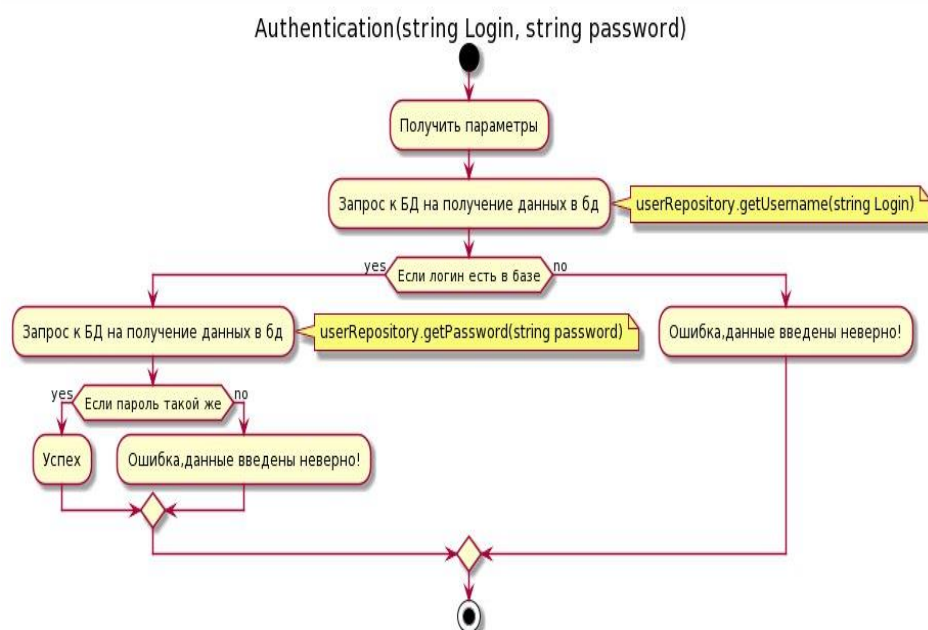 Authentication(string Login, string password)
Получить параметры
Запрос к БД на получение данных в бд
userRepository.getUsername(string Login)
yes
Если логин есть в базе
no
Запрос к БД на получение данных в бд
userRepository.getPassword(string password)
Ошибка,данные введены неверно!
yes
Если пароль такой же
no
Успех
Ошибка,данные введены неверно!